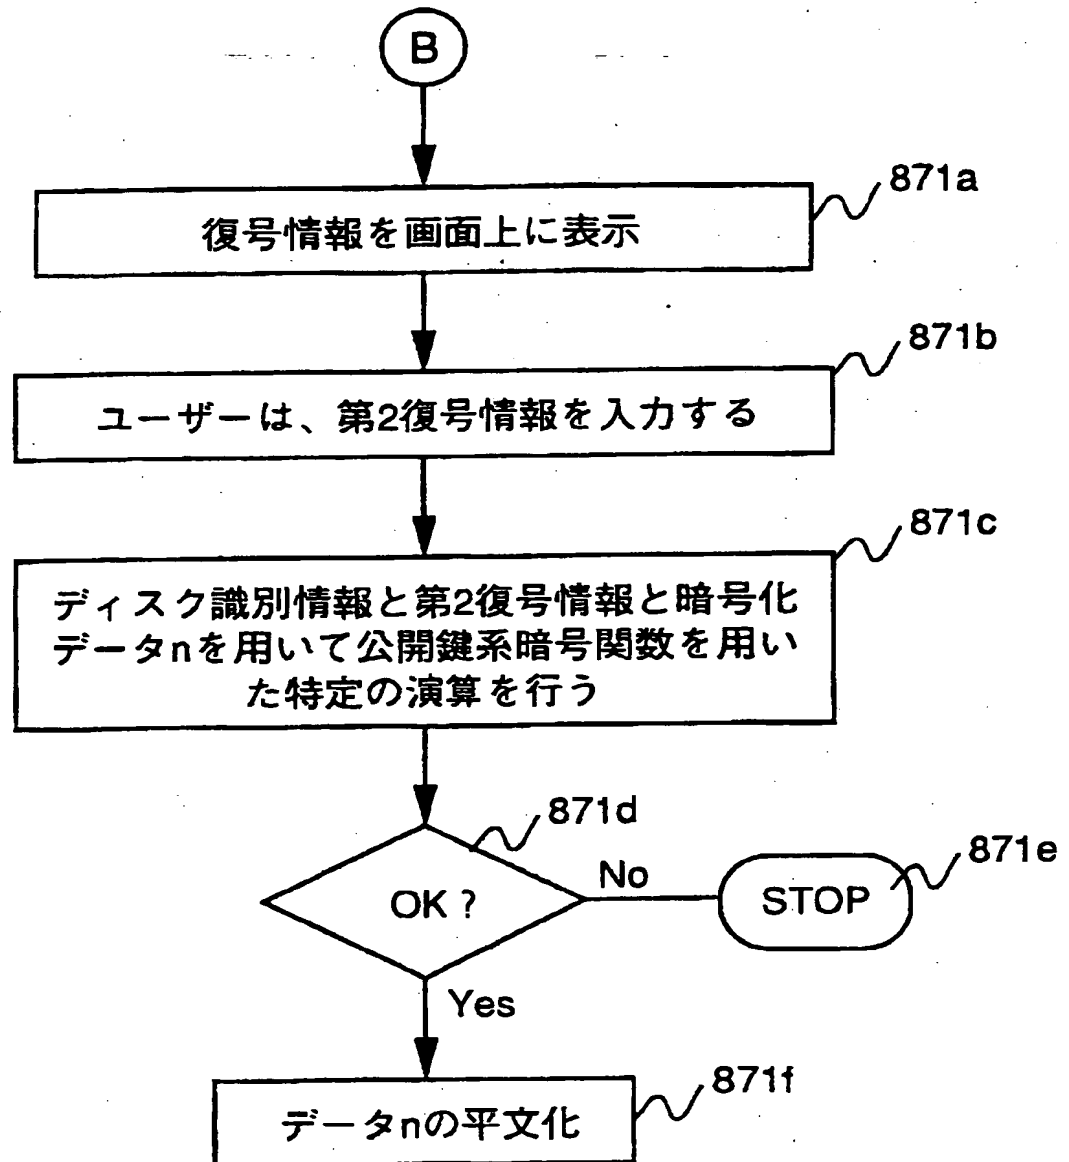 B
871a
復号情報を画面上に表示
871b
ユーザーは、第2復号情報を入力する
871c
ディスク識別情報と第2復号情報と暗号化
データnを用いて公開鍵系暗号関数を用い
た特定の演算を行う
871d
OK?
No
871e
STOP
Yes
871f
データnの平文化